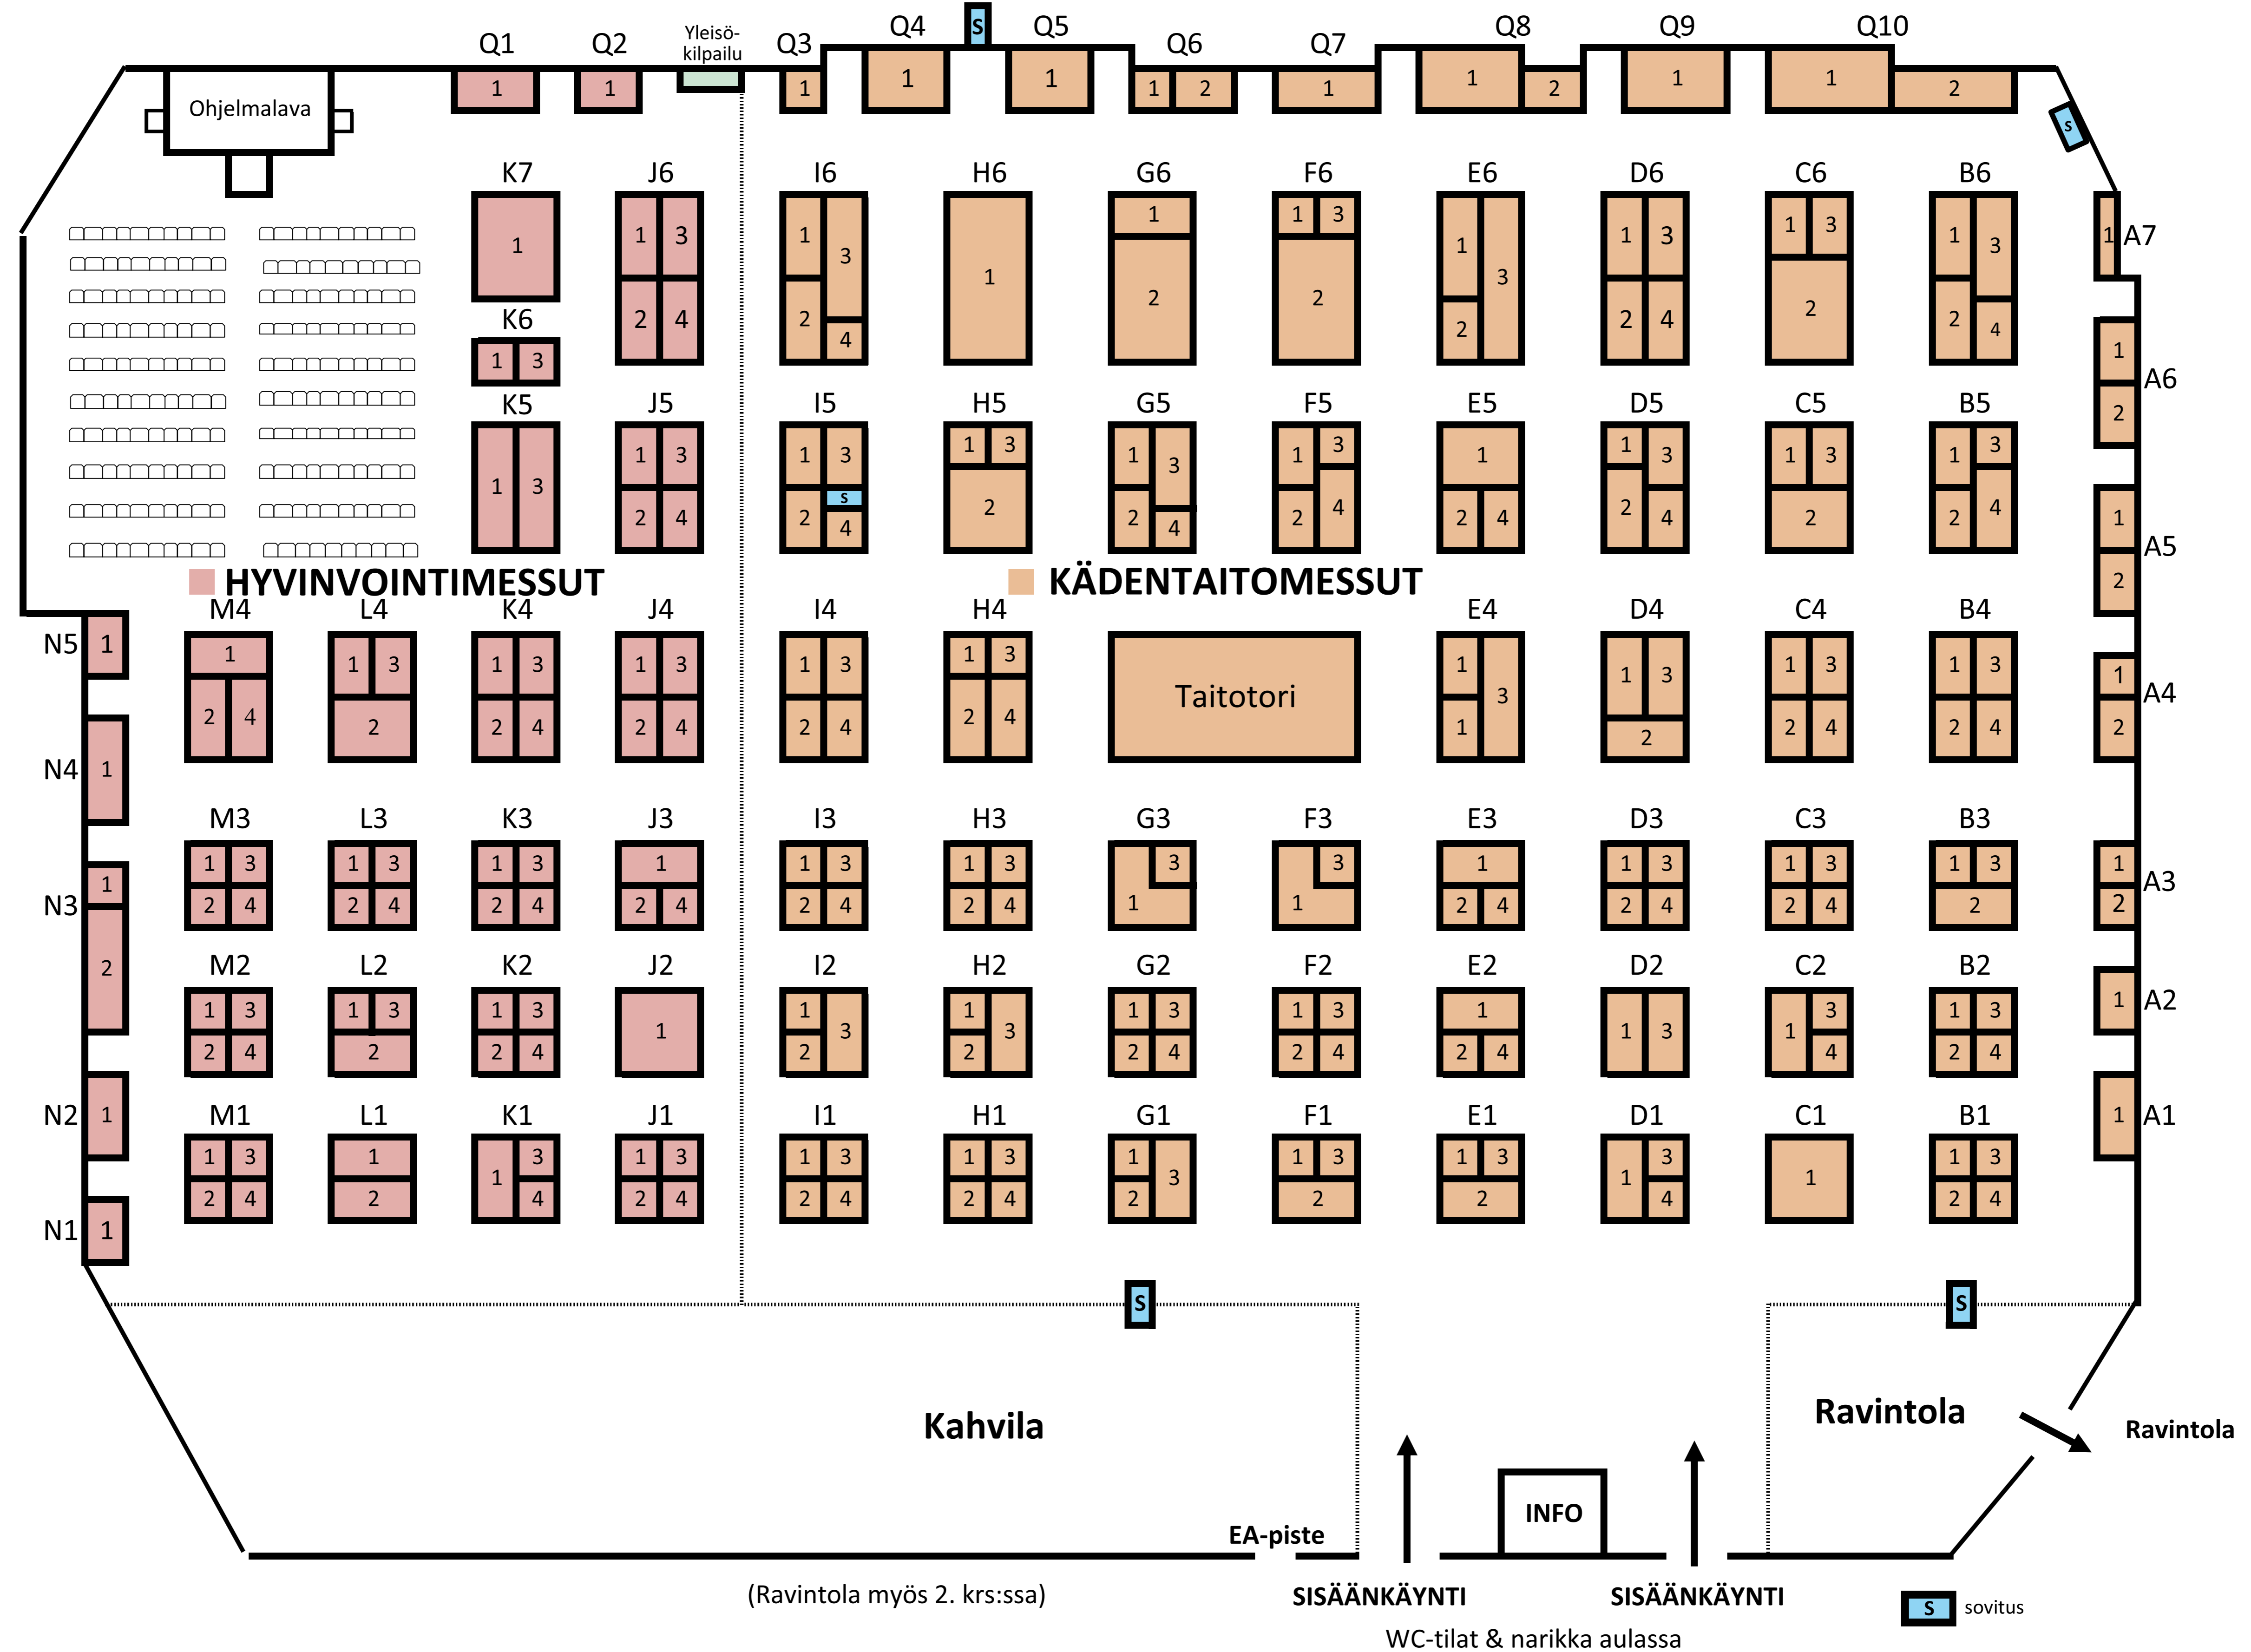 Q1 Q2 Yleisö- Q3 Q4 S Q5 Q6 Q7 Q8 Q9 Q10
kilpailu
Ohjelmalava 1 1 1 1 1 1 2 1 1 2 1 1 2
S
K7 J6 I6 H6 G6 F6 E6 D6 C6 B6
1 1 3 1 3 1 1 1 3 1 3 1 3 1 3 1 3 1 A7
2 4 2 4 2 2 2 2 4 2 2 4
K6
1 3
1 A6
2
K5 J5 I5 H5 G5 F5 E5 D5 C5 B5
1 3 1 3 1 3 1 3 1 3 1 3 1 1 3 1 3 1 3
2 4 2 S 4 2 2 4 2 4 2 4 2 4 2 2 4
1 A5
2
HYVINVOINTIMESSUT KÄDENTAITOMESSUT
M4 L4 K4 J4 I4 H4 E4 D4 C4 B4
N5 1
1 1 3 1 3 1 3 1 3 1 3 Taitotori 1 3 1 3 1 3 1 3
2 4 2 2 4 2 4 2 4 2 4 1 2 2 4 2 4
1 A4
2
N4 1
M3 L3 K3 J3 I3 H3 G3 F3 E3 D3 C3 B3
1 3 1 3 1 3 1 1 3 1 3 3 3 1 1 3 1 3 1 3
2 4 2 4 2 4 2 4 2 4 2 4 1 1 2 4 2 4 2 4 2
1 A3
2
N3 1
2
M2 L2 K2 J2 I2 H2 G2 F2 E2 D2 C2 B2
1 3 1 3 1 3 1 1 3 1 3 1 3 1 3 1 1 3 1 3 1 3
2 4 2 2 4 2 2 2 4 2 4 2 4 4 2 4
1 A2
N2 1
M1 L1 K1 J1 I1 H1 G1 F1 E1 D1 C1 B1
1 3 1 1 3 1 3 1 3 1 3 1 3 1 3 1 3 1 3 1 1 3
2 4 2 4 2 4 2 4 2 4 2 2 2 4 2 4
1 A1
N1 1
S S
Kahvila
Ravintola
Ravintola
INFO
EA-piste
(Ravintola myös 2. krs:ssa)
SISÄÄNKÄYNTI SISÄÄNKÄYNTI
S sovitus
WC-tilat & narikka aulassa